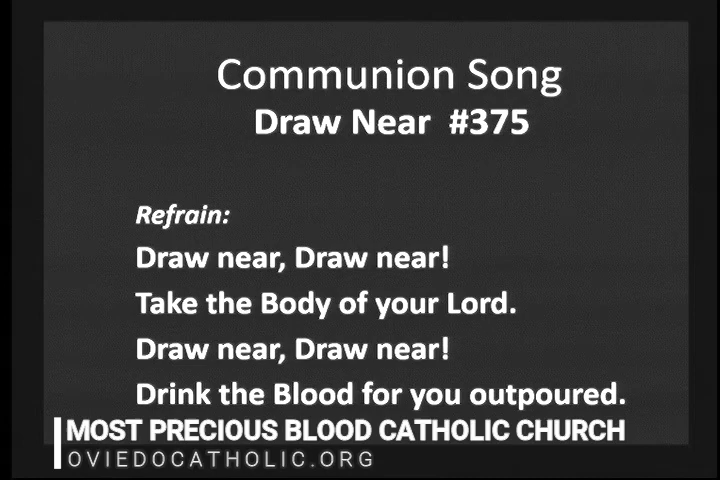 Communion Song
Draw Near #375
Refrain:
Draw near, Draw near!
Take the Body of your Lord.
Draw near, Draw near!
Drink the Blood for you outpoured.
MOST PRECIOUS BLOOD CATHOLIC CHURCH
OVIEDOCATHOLIC.ORG